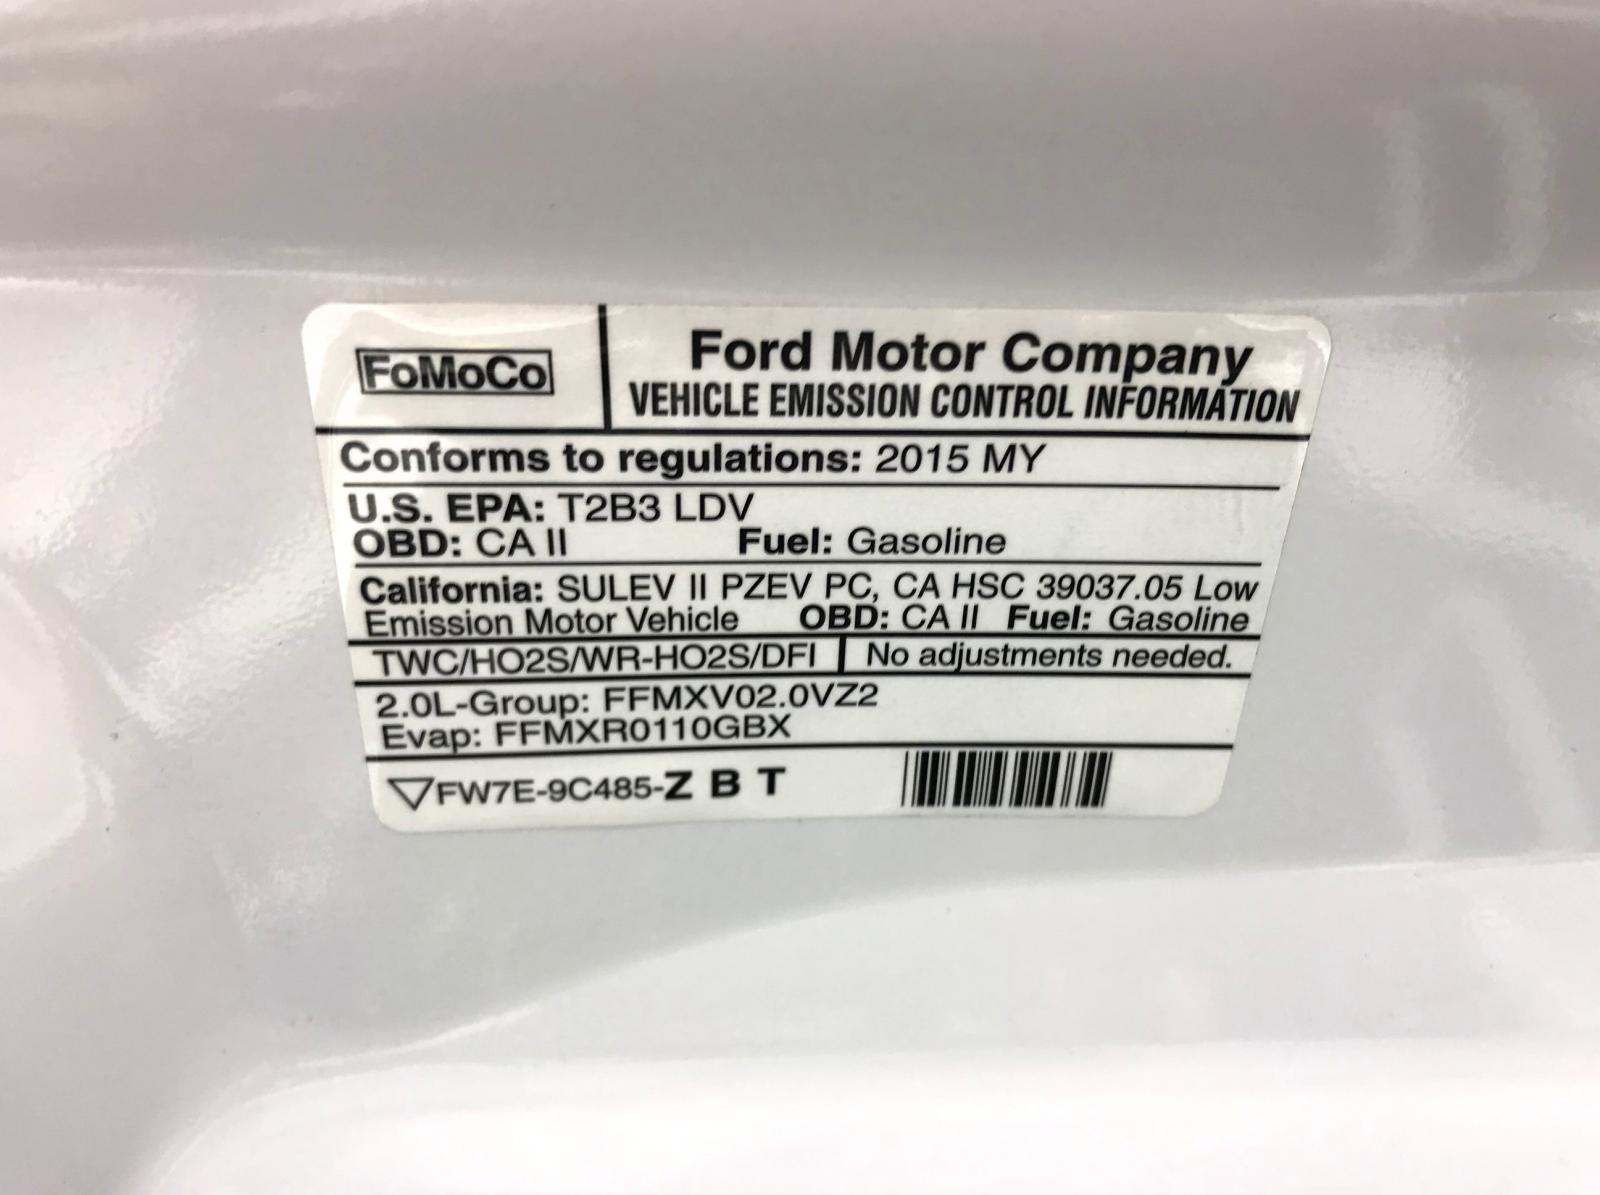 FoMoCo
Ford Motor Company
VEHICLE EMISSION CONTROL INFORMATION
Conforms to regulations: 2015 MY
U.S. EPA: T2B3 LDV
OBD: CA II Fuel: Gasoline
California: SULEV II PZEV PC, CA HSC 39037.05 Low
Emission Motor Vehicle OBD: CA II Fuel: Gasoline
TWC/HO2S/WR-HO2S/DFI No adjustments needed.
2.0L-Group: FFMXV02.0VZ2
Evap: FFMXR0110GBX
FW7E-9C485-Z B T